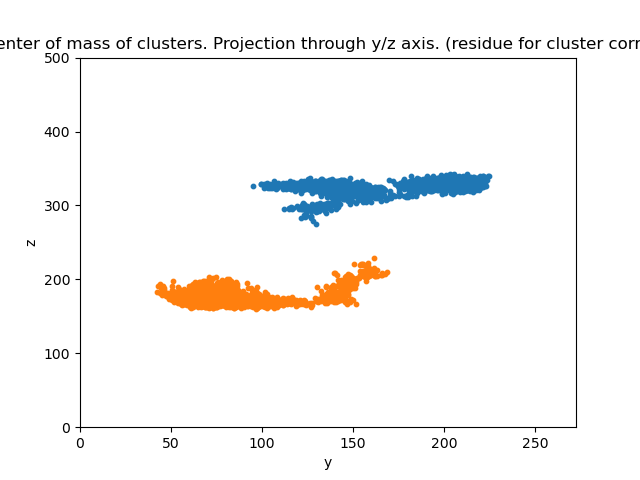 enter of mass of clusters. Projection through y/z axis. (residue for cluster corr
500
400
300
200
100
0
z
0 50 100 150 200 250
y